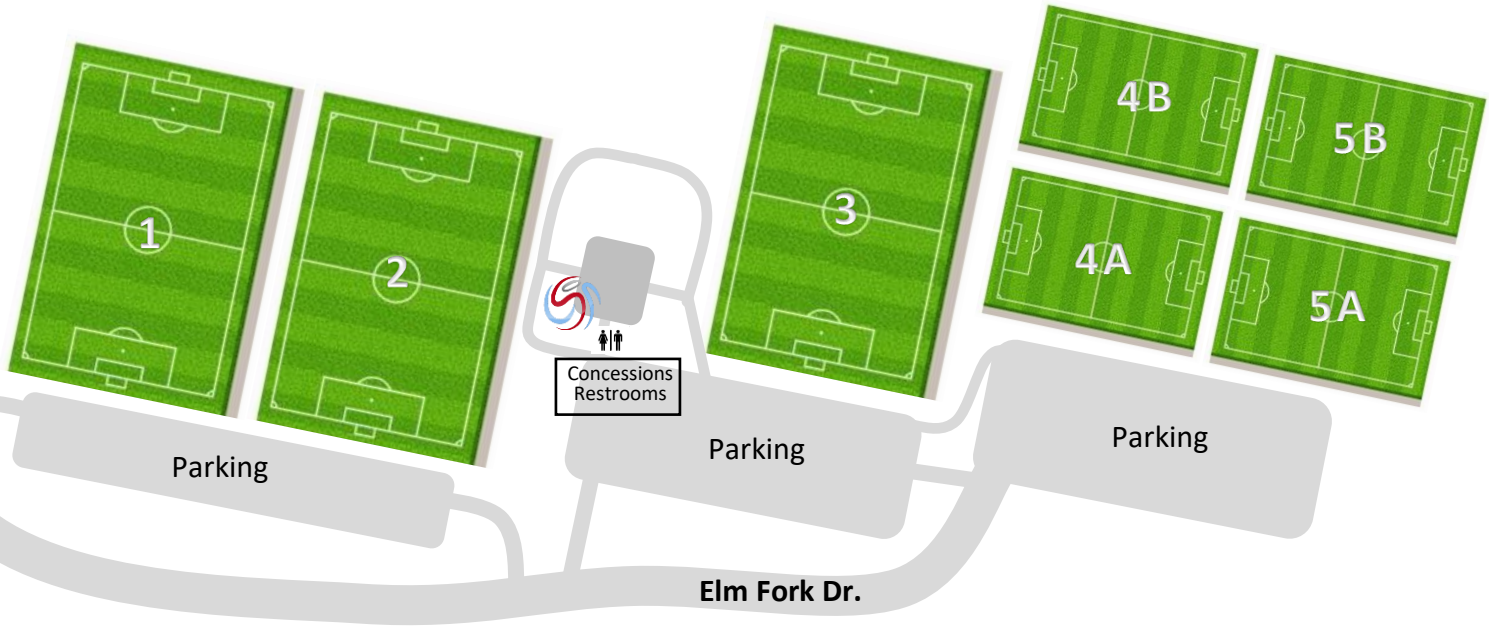 1
2
3
4B
5B
4A
5A
Concessions
Restrooms
Parking
Parking
Parking
Elm Fork Dr.